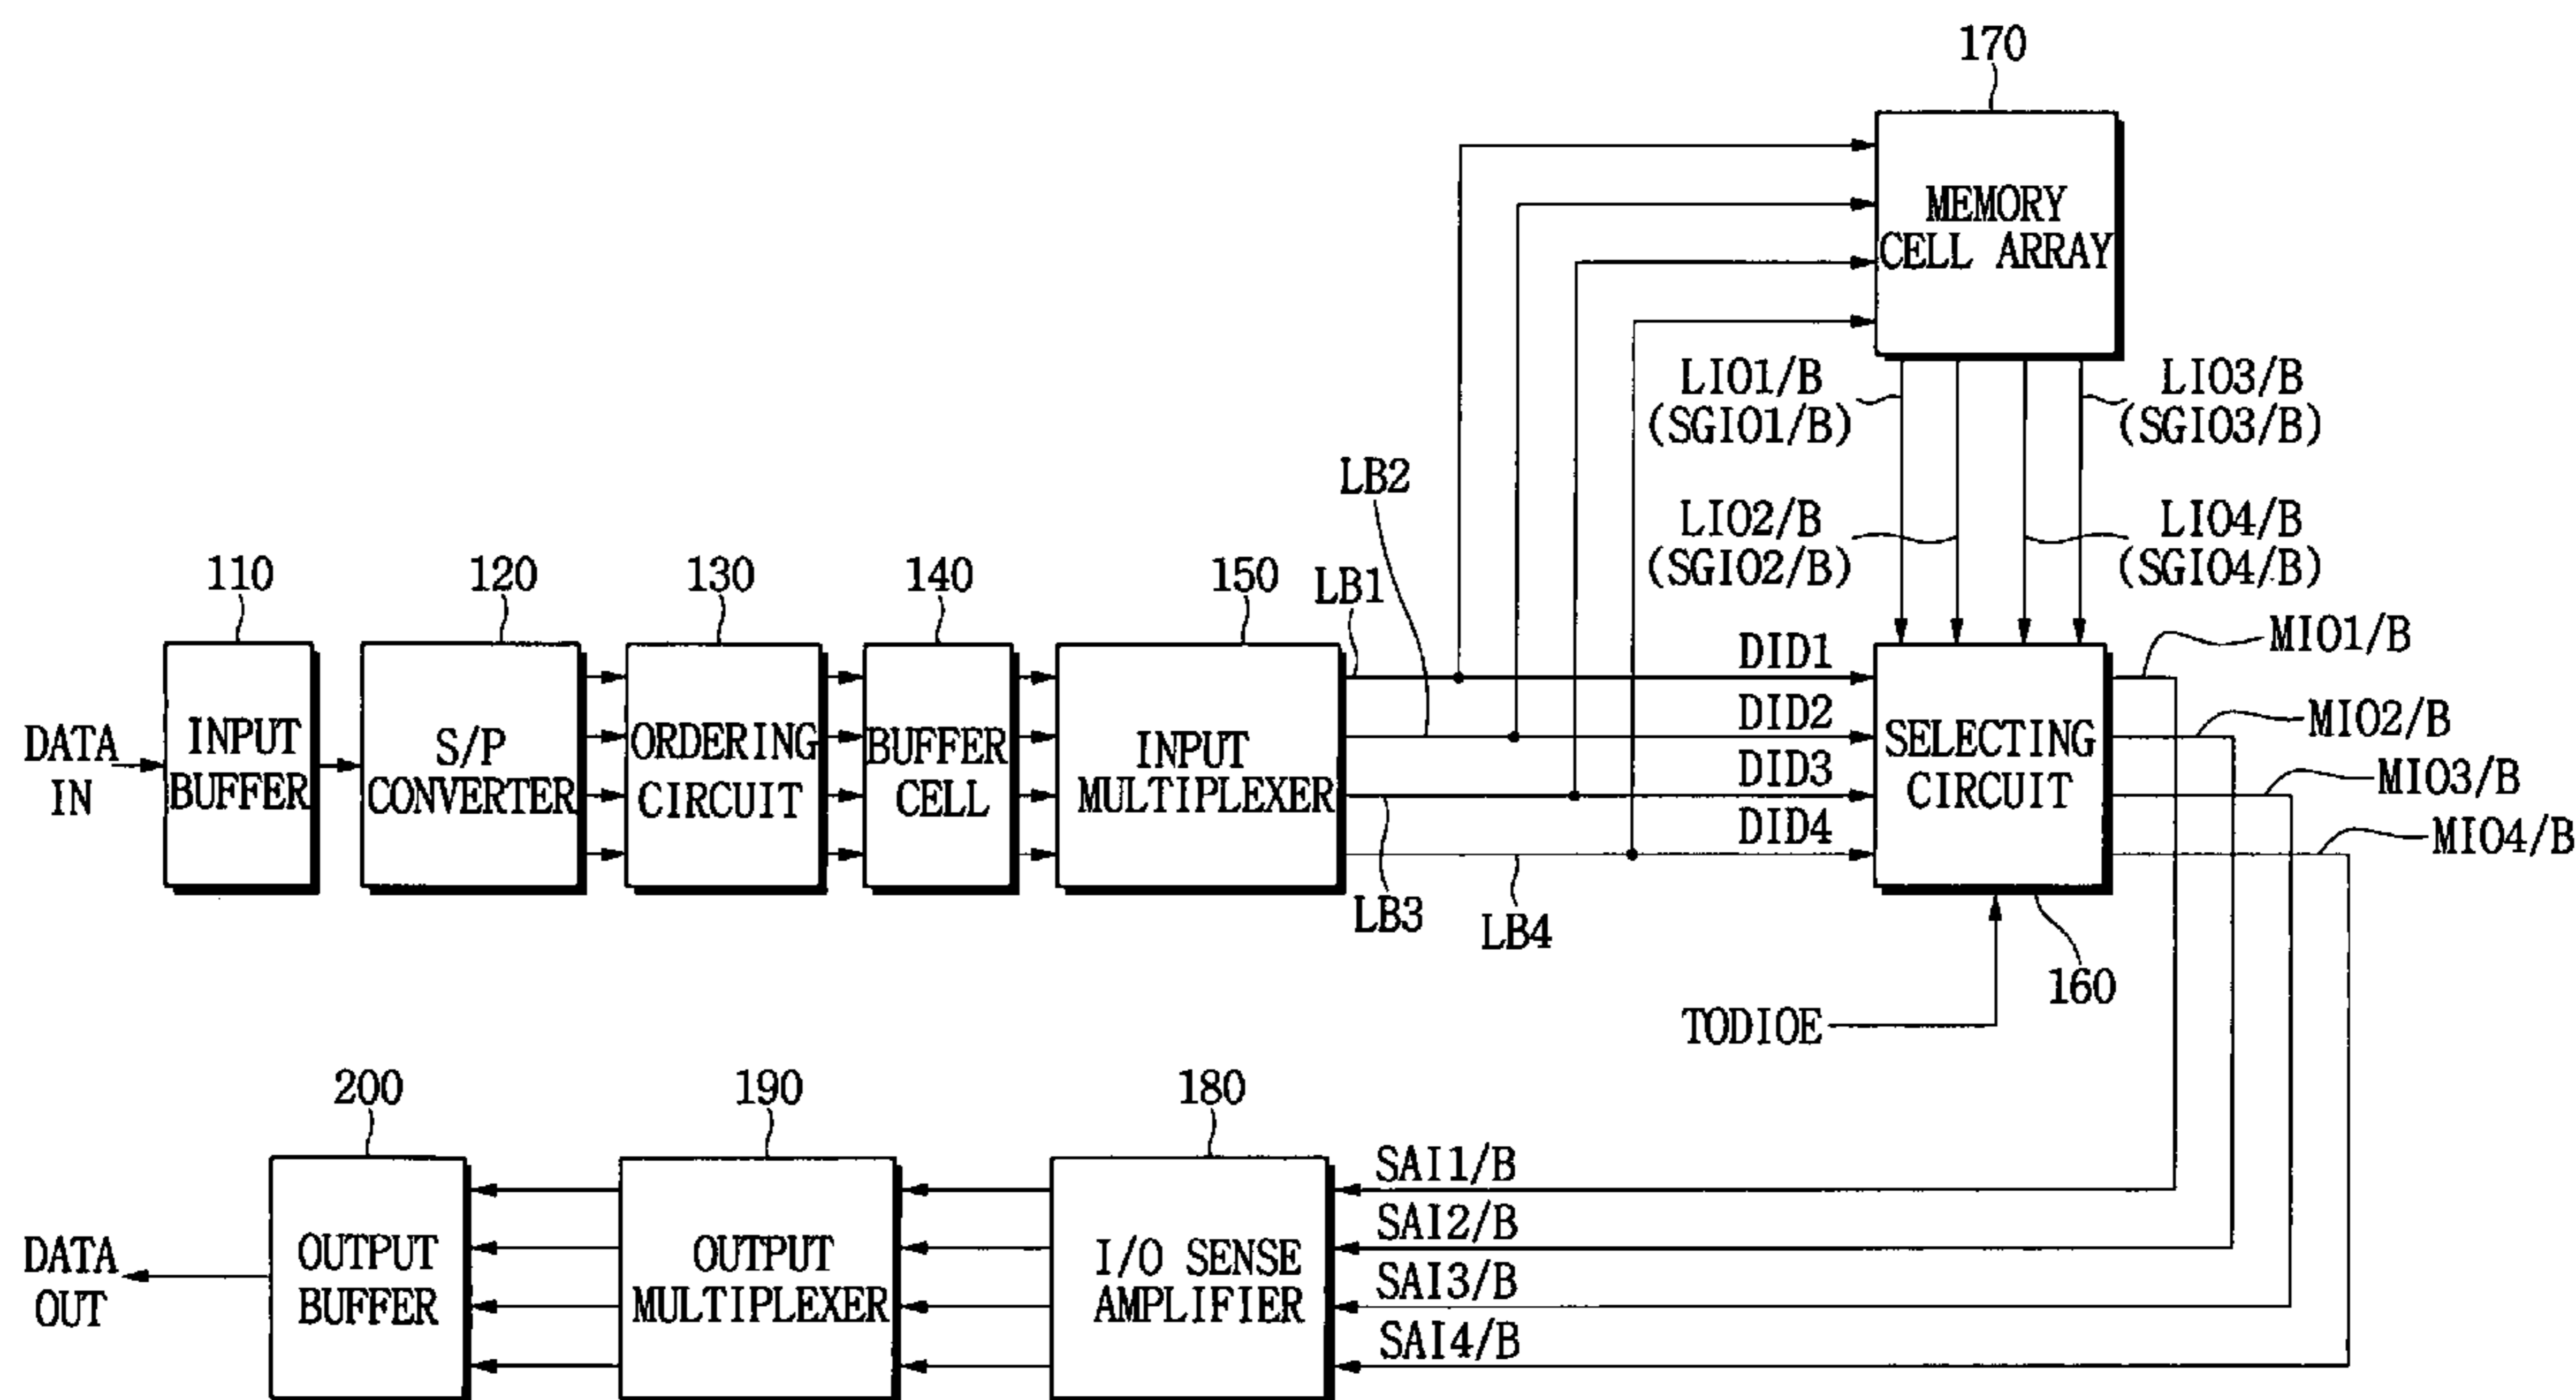 170
MEMORY
CELL ARRAY
LIO1/B
(SGIO1/B)
LIO3/B
(SGIO3/B)
LB2
LIO2/B
(SGIO2/B)
LIO4/B
(SGIO4/B)
110
120
130
140
150
LB1
DATA
IN
INPUT
BUFFER
S/P
CONVERTER
ORDERING
CIRCUIT
BUFFER
CELL
INPUT
MULTIPLEXER
DID1
DID2
DID3
DID4
SELECTING
CIRCUIT
MIO1/B
MIO2/B
MIO3/B
MIO4/B
LB3
LB4
160
TODIOE
200
190
180
DATA
OUT
OUTPUT
BUFFER
OUTPUT
MULTIPLEXER
I/O SENSE
AMPLIFIER
SAI1/B
SAI2/B
SAI3/B
SAI4/B